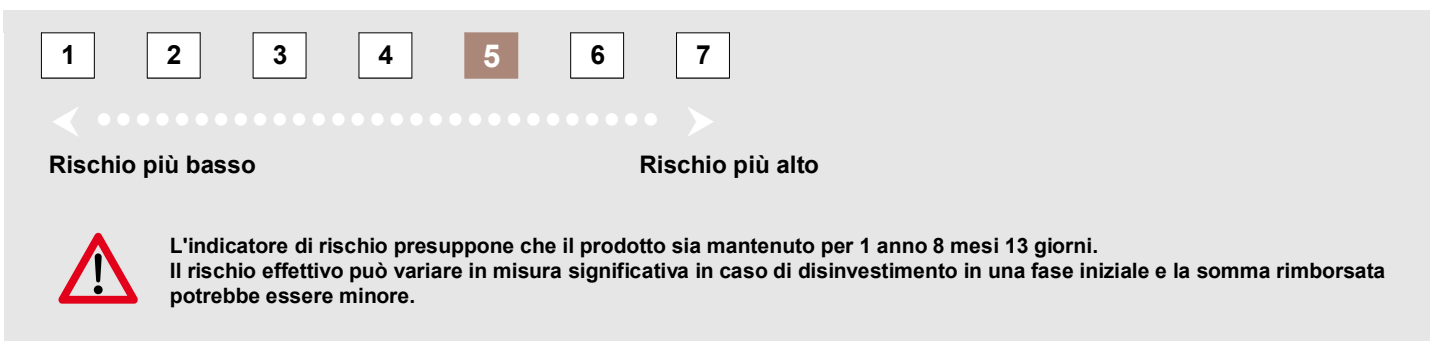 1 2 3 4 5 6 7
Rischio più basso Rischio più alto
L'indicatore di rischio presuppone che il prodotto sia mantenuto per 1 anno 8 mesi 13 giorni.
Il rischio effettivo può variare in misura significativa in caso di disinvestimento in una fase iniziale e la somma rimborsata
potrebbe essere minore.